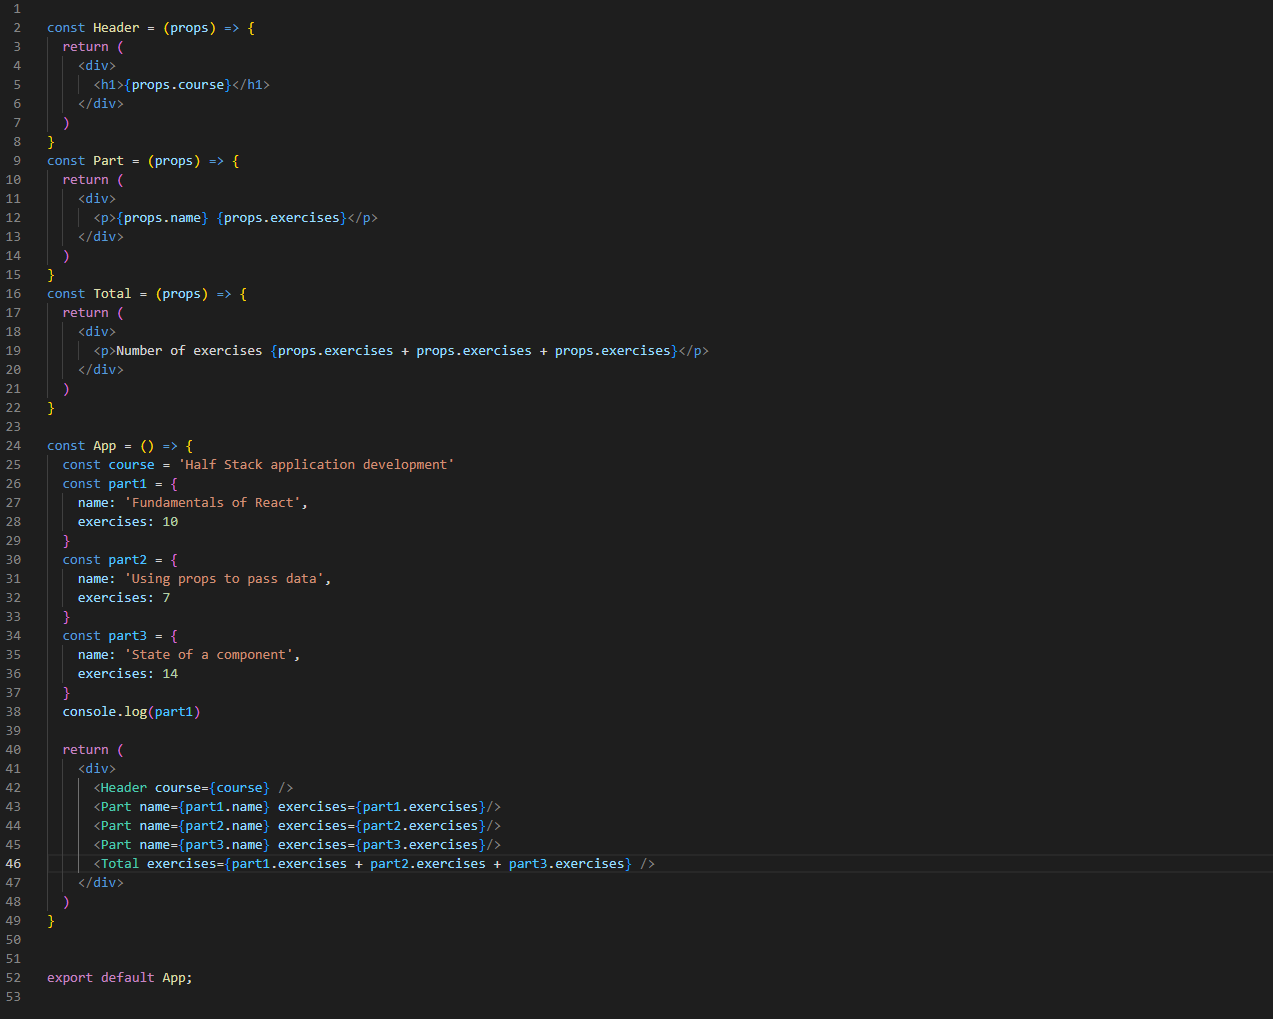 1
2 const Header = (props) => {
3   return (
4     <div>
5       <h1>{props.course}</h1>
6     </div>
7   )
8 }
9 const Part = (props) => {
10   return (
11     <div>
12       <p>{props.name} {props.exercises}</p>
13     </div>
14   )
15 }
16 const Total = (props) => {
17   return (
18     <div>
19       <p>Number of exercises {props.exercises + props.exercises + props.exercises}</p>
20     </div>
21   )
22 }
23
24 const App = () => {
25   const course = 'Half Stack application development'
26   const part1 = {
27     name: 'Fundamentals of React',
28     exercises: 10
29   }
30   const part2 = {
31     name: 'Using props to pass data',
32     exercises: 7
33   }
34   const part3 = {
35     name: 'State of a component',
36     exercises: 14
37   }
38   console.log(part1)
39
40   return (
41     <div>
42       <Header course={course} />
43       <Part name={part1.name} exercises={part1.exercises}/>
44       <Part name={part2.name} exercises={part2.exercises}/>
45       <Part name={part3.name} exercises={part3.exercises}/>
46       <Total exercises={part1.exercises + part2.exercises + part3.exercises} />
47     </div>
48   )
49 }
50
51
52 export default App;
53